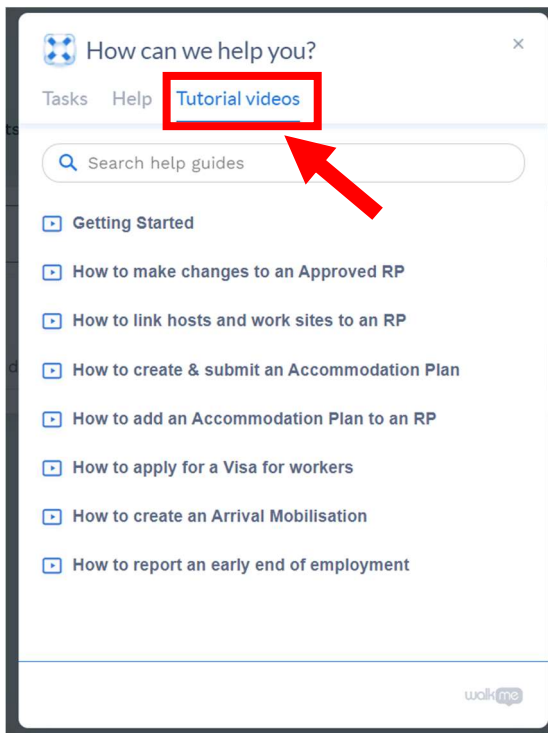 How can we help you?
×
Tasks Help Tutorial videos
ts
Search help guides
Getting Started
How to make changes to an Approved RP
How to link hosts and work sites to an RP
d
How to create & submit an Accommodation Plan
How to add an Accommodation Plan to an RP
How to apply for a Visa for workers
How to create an Arrival Mobilisation
How to report an early end of employment
walkme